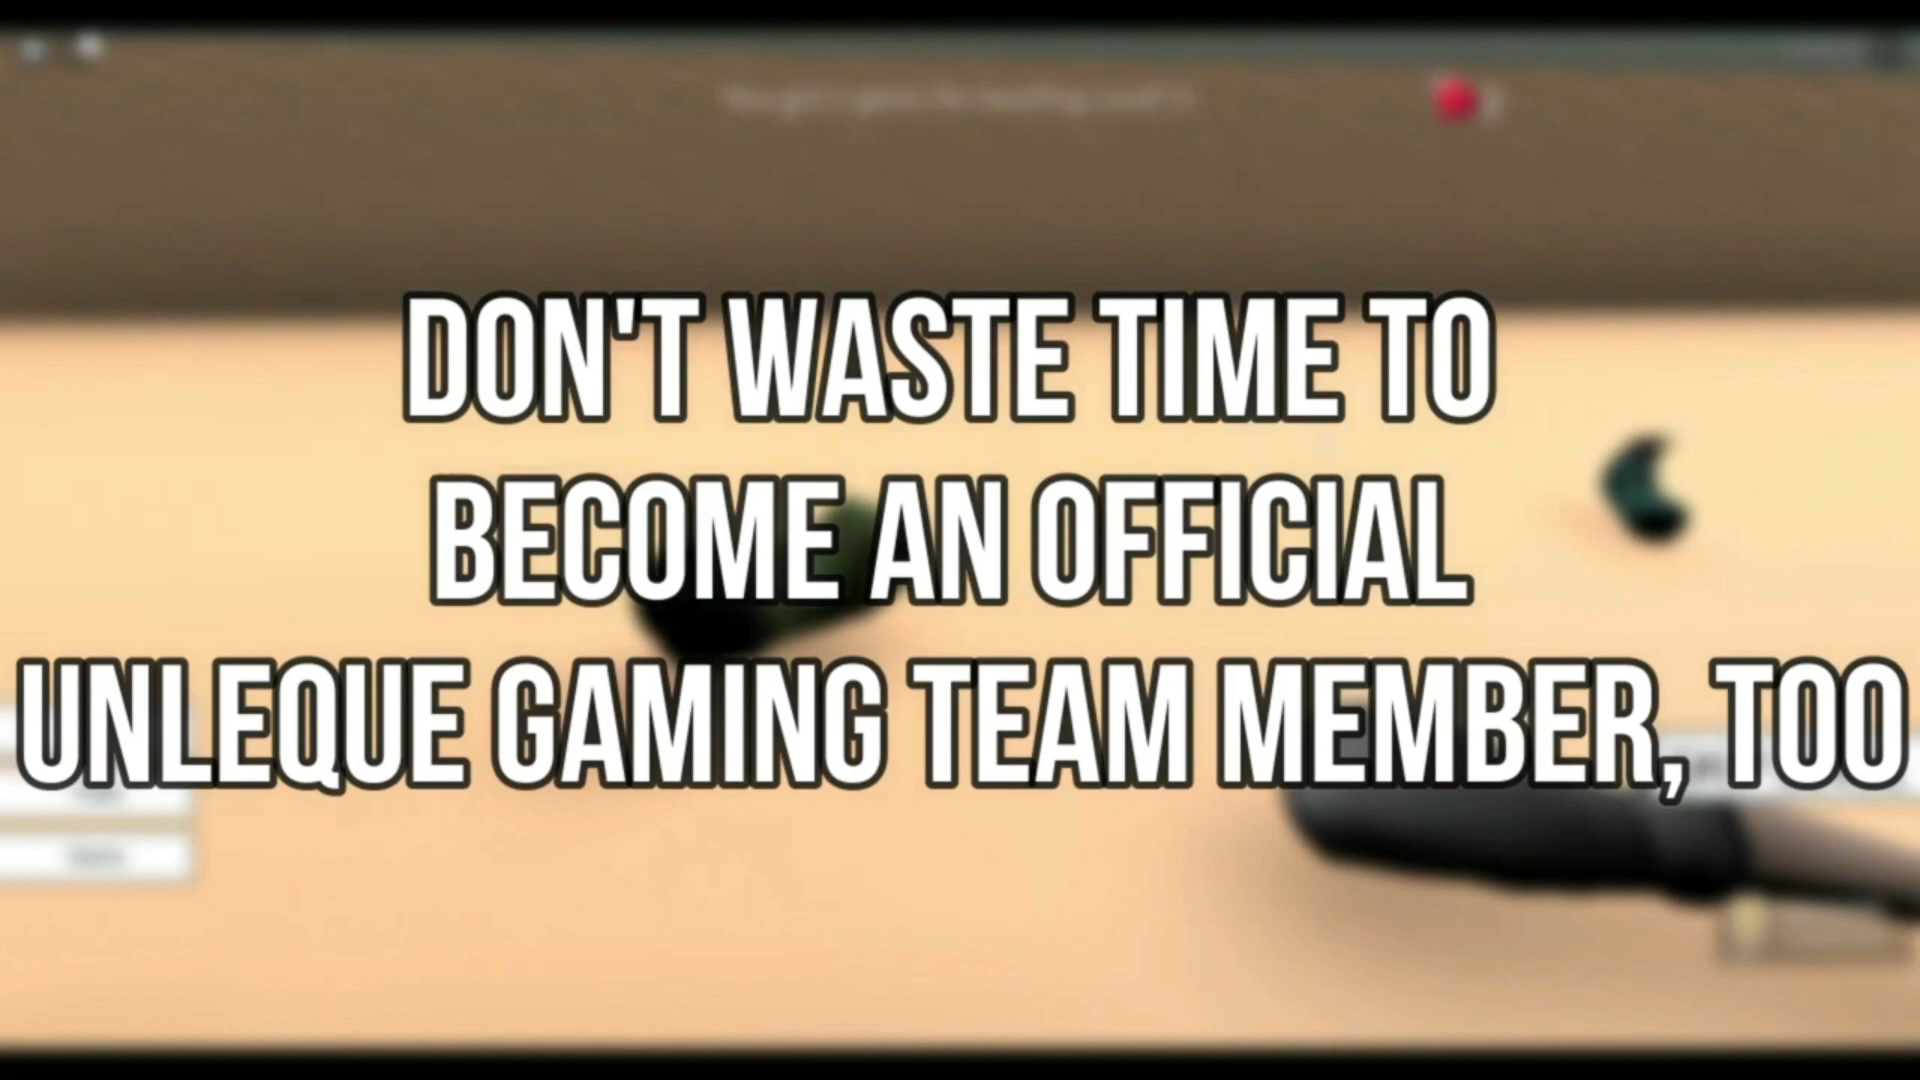 DON'T WASTE TIME TO
BECOME AN OFFICIAL
UNLEQUE GAMING TEAM MEMBER, TOO